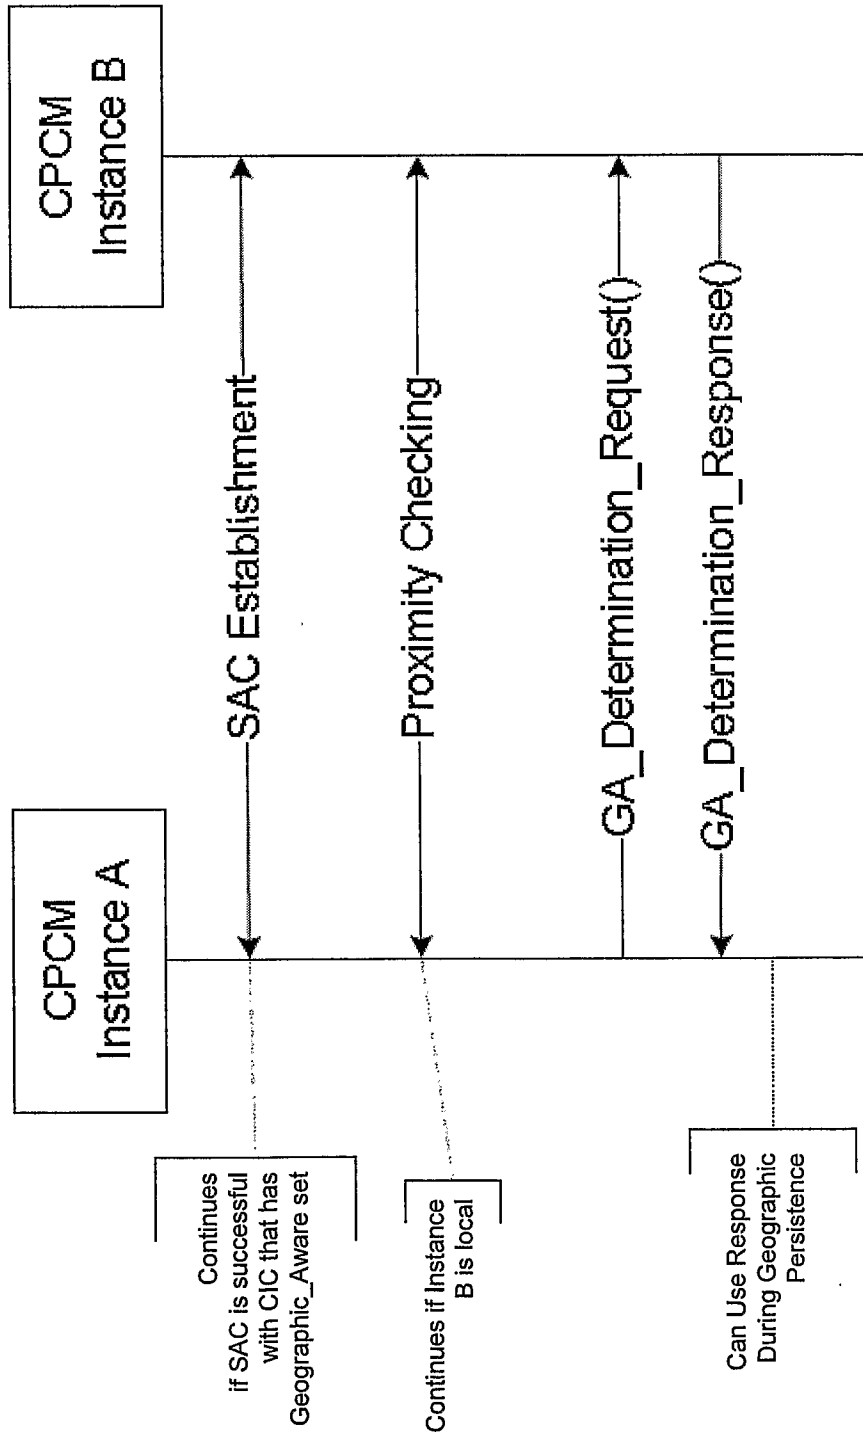 CPCM
Instance A
CPCM
Instance B
Continues
if SAC is successful
with CIC that has
Geographic_Aware set
SAC Establishment
Continues if Instance
B is local
Proximity Checking
GA_Determination_Request()
GA_Determination_Response()
Can Use Response
During Geographic
Persistence